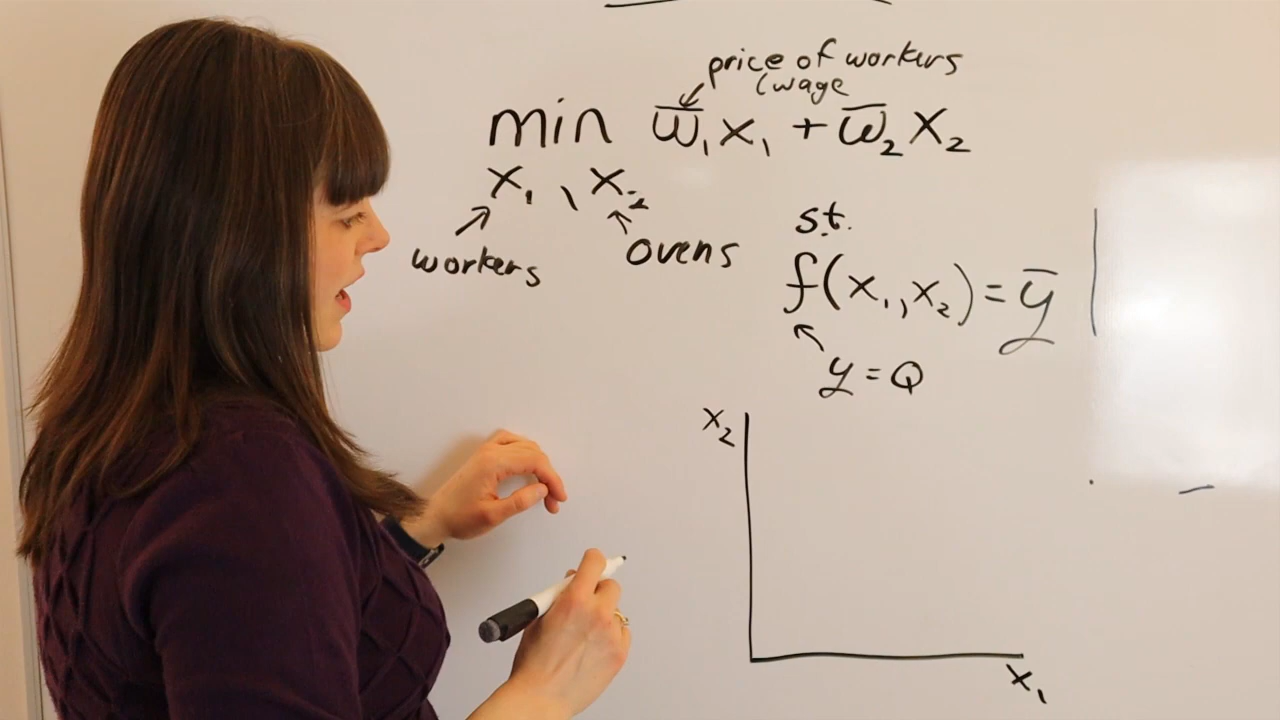 price of workers
(wage
min w̅₁x₁ + w̅₂x₂
x₁, x₂
workers
ovens
s.t.
f(x₁, x₂) = y̅
y = Q
x₂
x₁